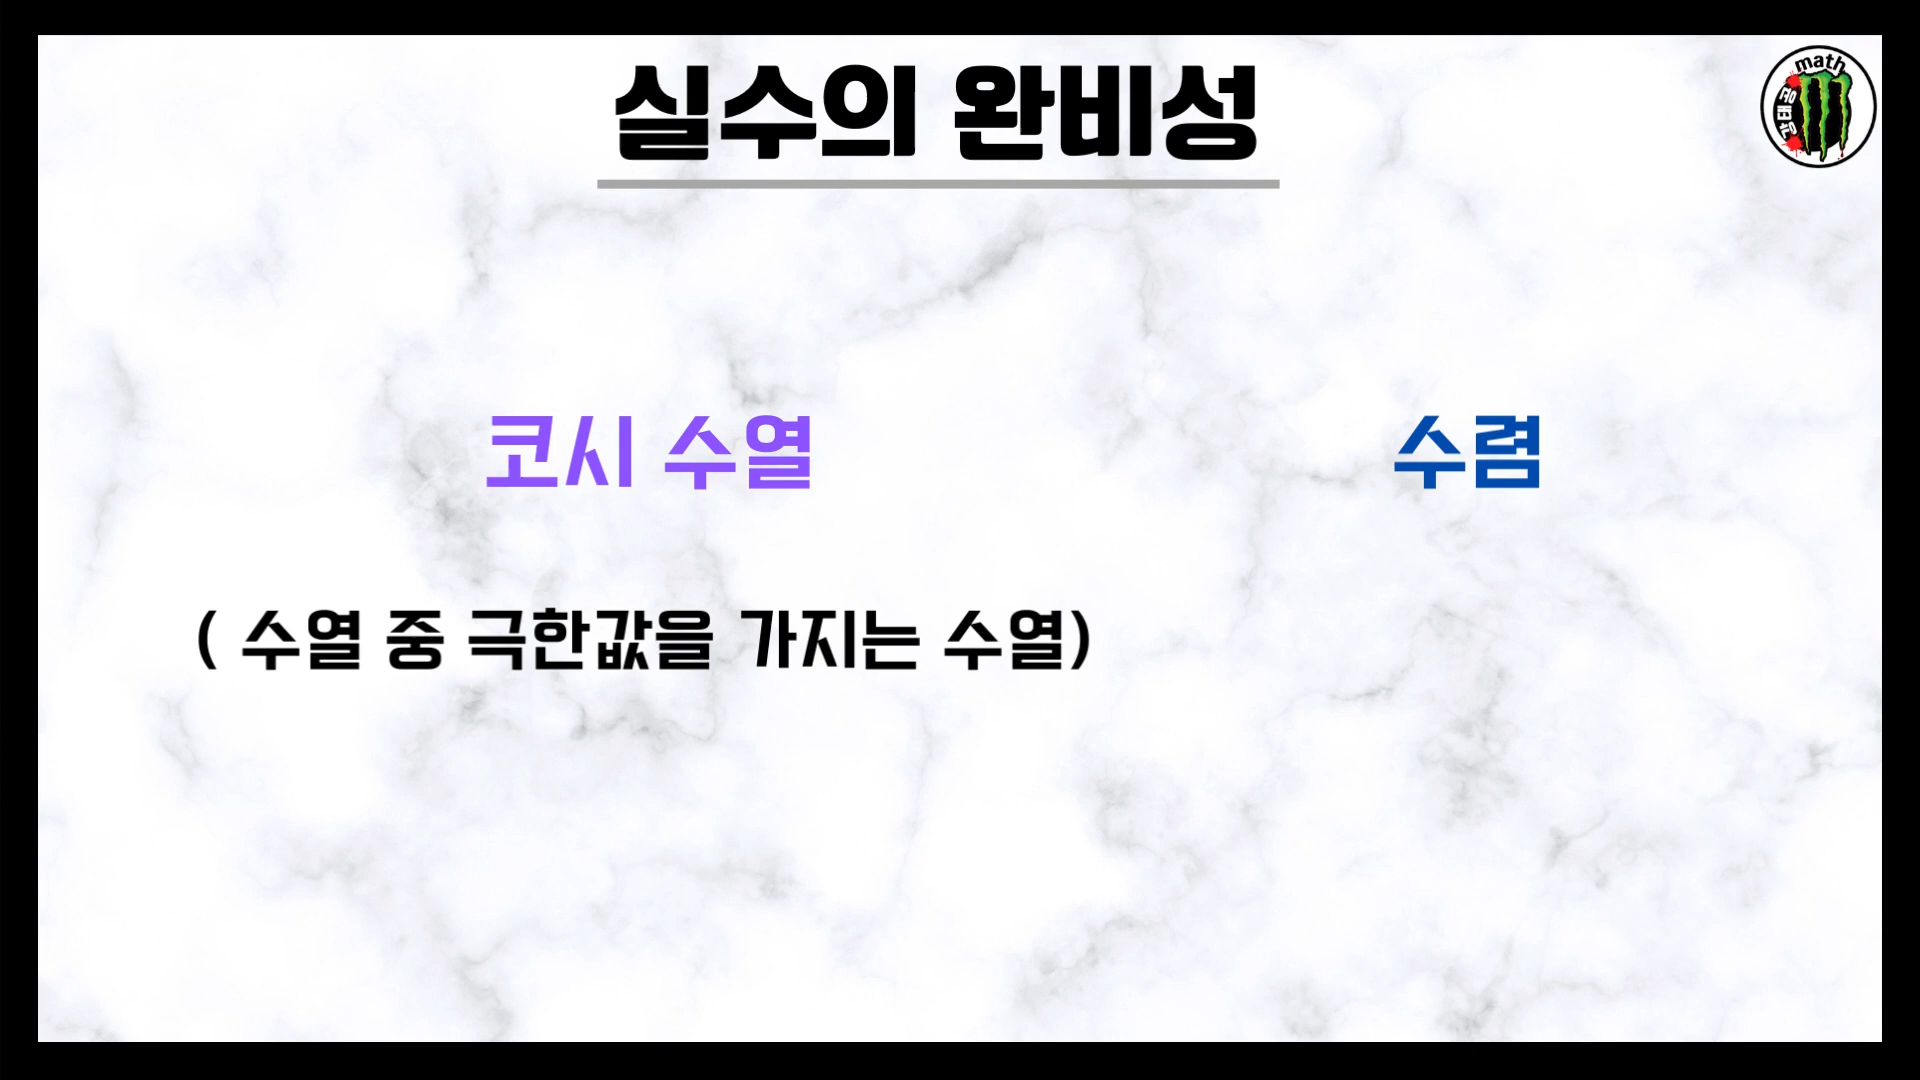 실수의 완비성
math
코시 수열 수렴
( 수열 중 극한값을 가지는 수열)